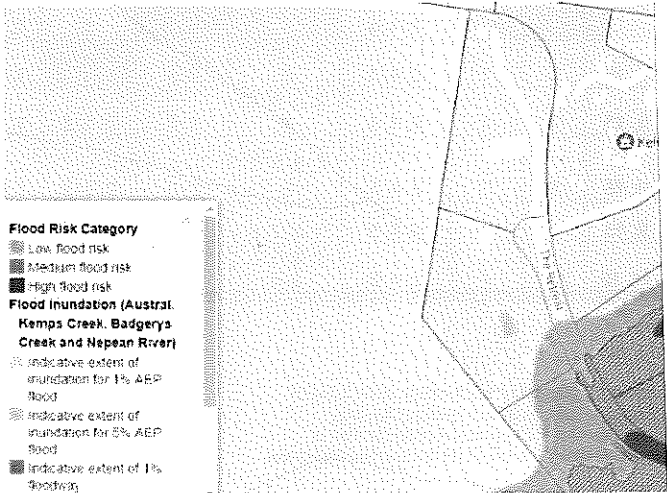 Flood Risk Category
Low flood risk
Medium flood risk
High flood risk
Flood Inundation (Austral,
Kemps Creek, Badgerys
Creek and Nepean River)
Indicative extent of
inundation for 1% AEP
flood
Indicative extent of
inundation for 5% AEP
flood
Indicative extent of 1%
floodway